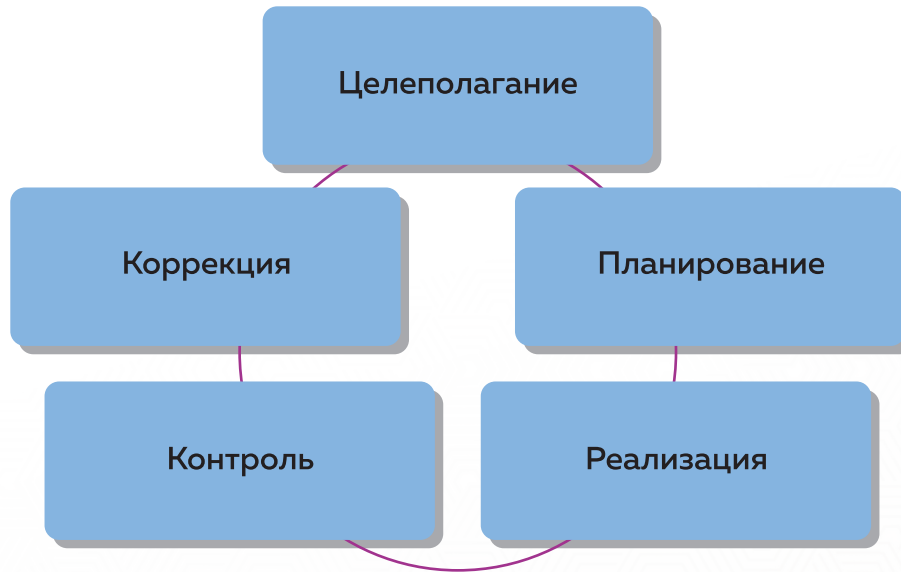 Целеполагание
Коррекция
Планирование
Контроль
Реализация